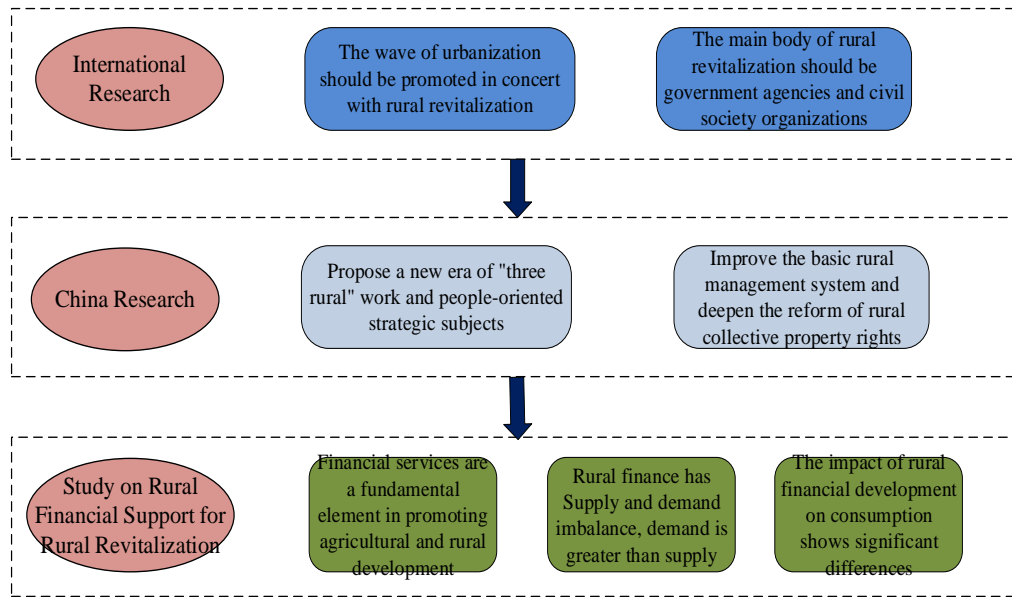 International
Research
The wave of urbanization
should be promoted in concert
with rural revitalization
The main body of rural
revitalization should be
government agencies and civil
society organizations
China Research
Propose a new era of "three
rural" work and people-oriented
strategic subjects
Improve the basic rural
management system and
deepen the reform of rural
collective property rights
Study on Rural
Financial Support for
Rural Revitalization
Financial services are
a fundamental
element in promoting
agricultural and rural
development
Rural finance has
Supply and demand
imbalance, demand is
greater than supply
The impact of rural
financial development
on consumption
shows significant
differences